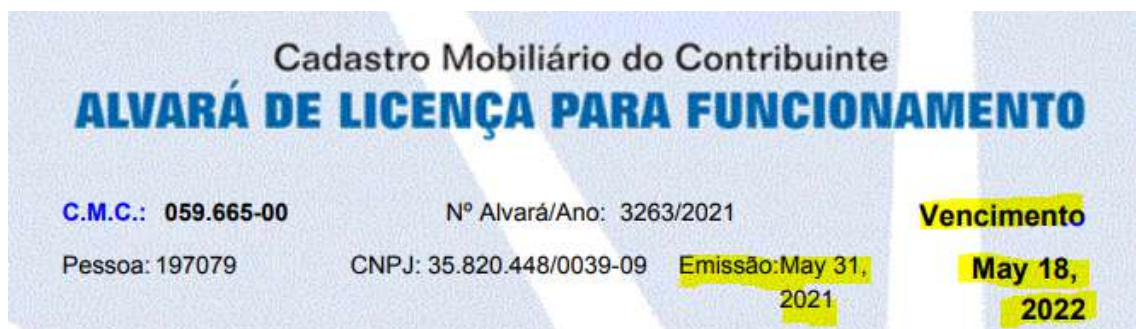 Cadastro Mobiliário do Contribuinte
ALVARÁ DE LICENÇA PARA FUNCIONAMENTO
C.M.C.: 059.665-00 Nº Alvará/Ano: 3263/2021 Vencimento
Pessoa: 197079 CNPJ: 35.820.448/0039-09 Emissão:May 31, 2021 May 18, 2022